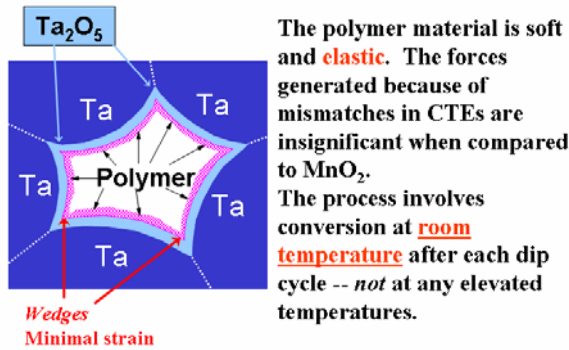 Ta₂O₅
Ta
Ta
Ta
Ta
Ta
Polymer
Wedges
Minimal strain
The polymer material is soft
and elastic. The forces
generated because of
mismatches in CTEs are
insignificant when compared
to MnO₂.
The process involves
conversion at room
temperature after each dip
cycle -- not at any elevated
temperatures.